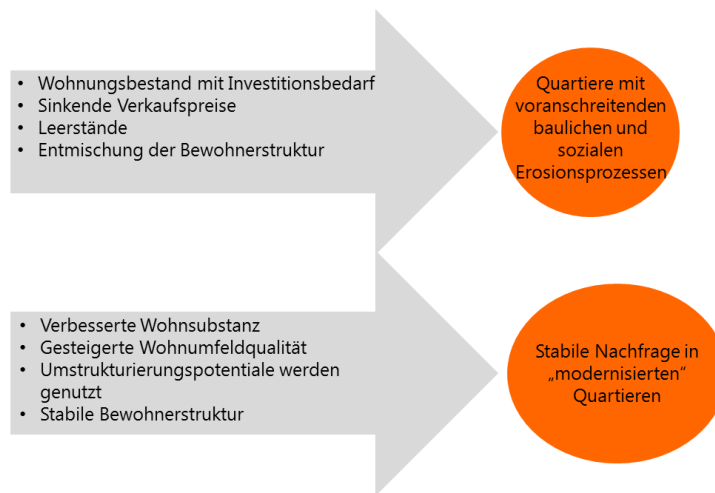 • Wohnungsbestand mit Investitionsbedarf
• Sinkende Verkaufspreise
• Leerstände
• Entmischung der Bewohnerstruktur
Quartiere mit
voranschreitenden
baulichen und
sozialen
Erosionsprozessen
• Verbesserte Wohnsubstanz
• Gesteigerte Wohnumfeldqualität
• Umstrukturierungspotentiale werden
genutzt
• Stabile Bewohnerstruktur
Stabile Nachfrage in
„modernisierten“
Quartieren